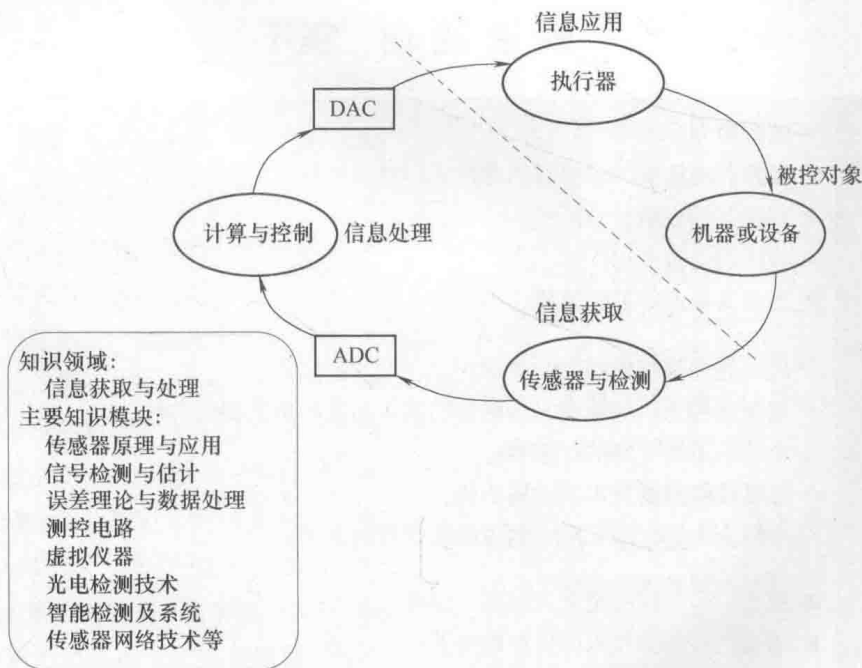 信息应用
执行器
DAC
被控对象
计算与控制
信息处理
机器或设备
信息获取
ADC
传感器与检测
知识领域：
信息获取与处理
主要知识模块：
传感器原理与应用
信号检测与估计
误差理论与数据处理
测控电路
虚拟仪器
光电检测技术
智能检测及系统
传感器网络技术等